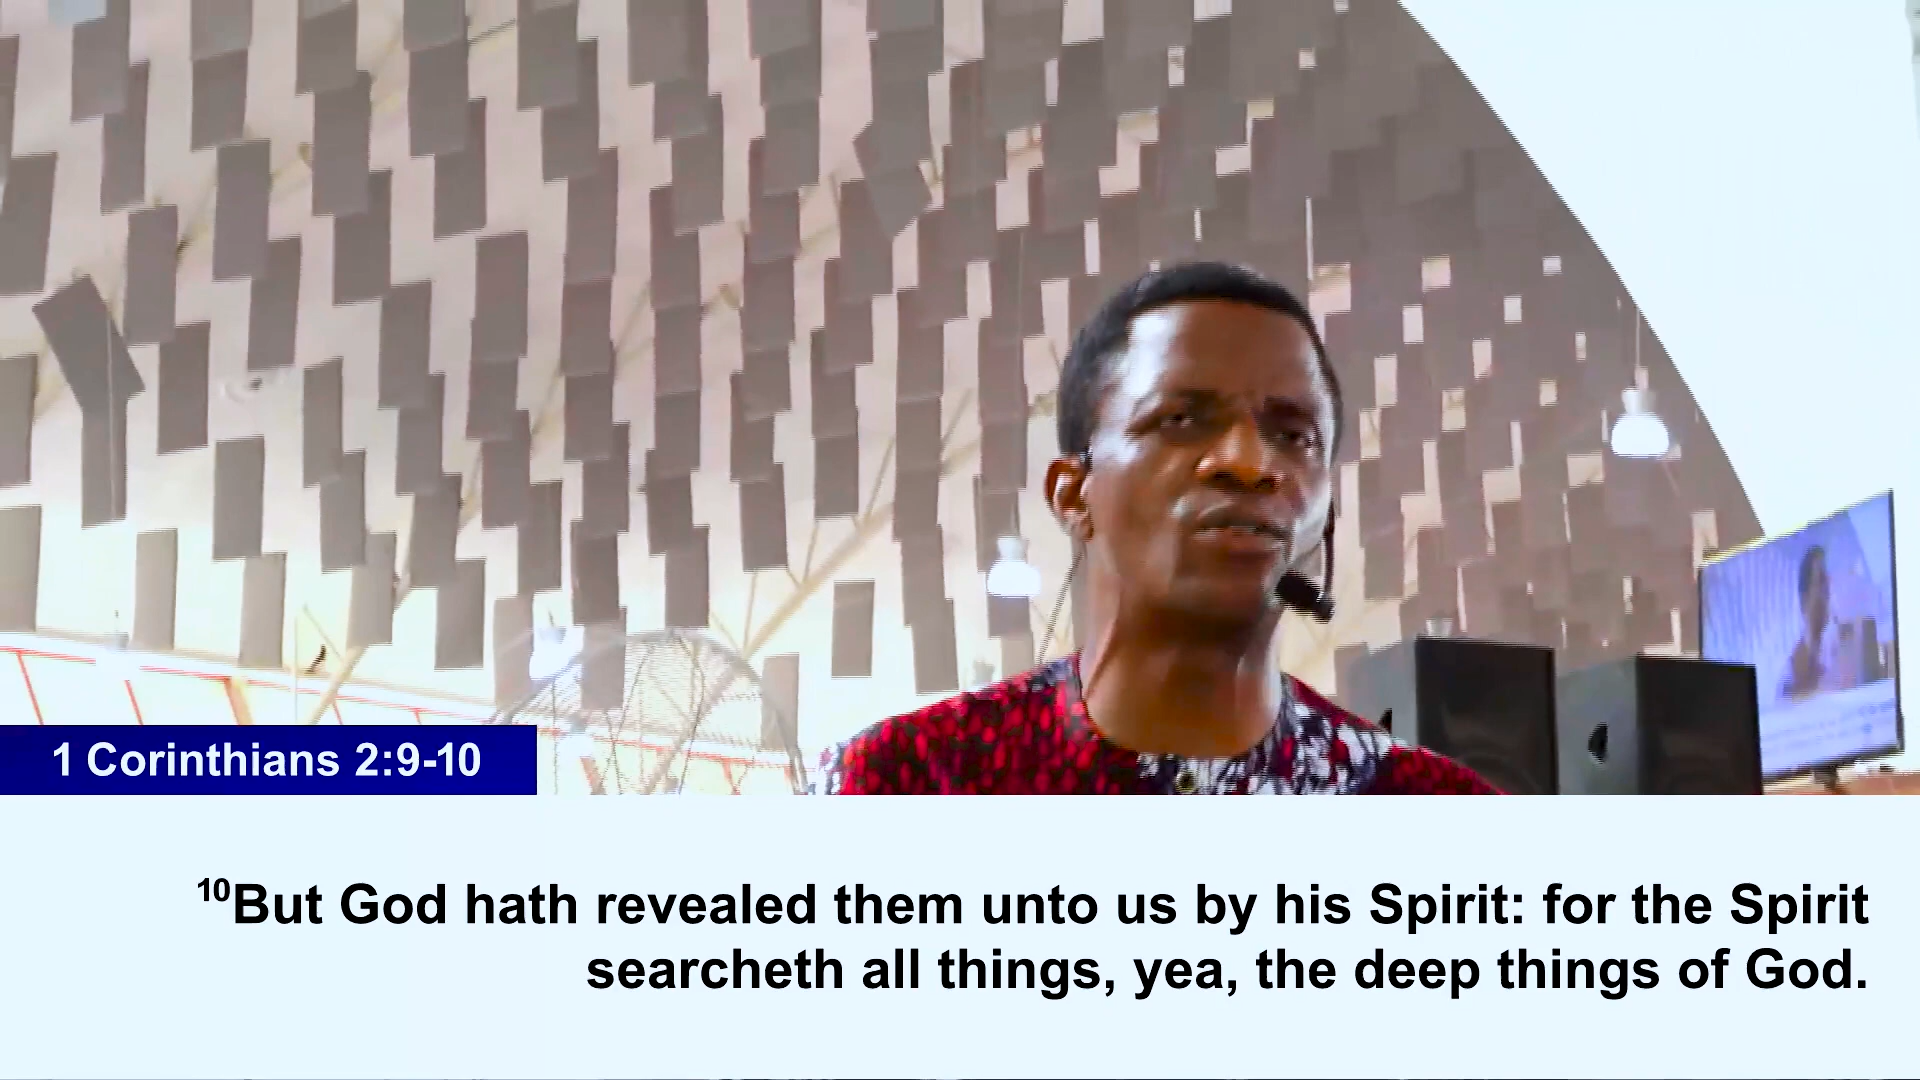 1 Corinthians 2:9-10
10But God hath revealed them unto us by his Spirit: for the Spirit
searcheth all things, yea, the deep things of God.